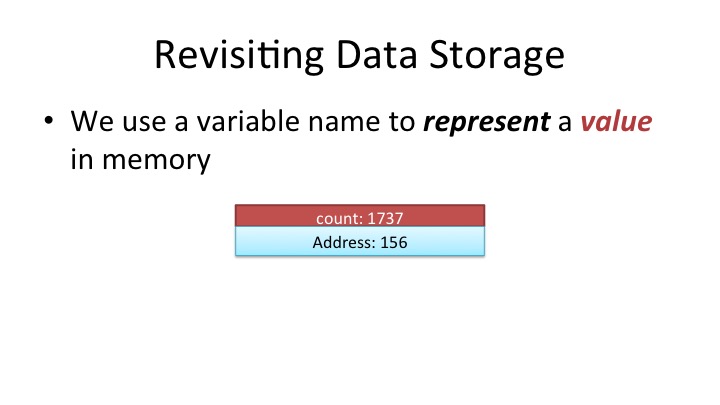 Revisiting Data Storage
• We use a variable name to represent a value
in memory
count: 1737
Address: 156